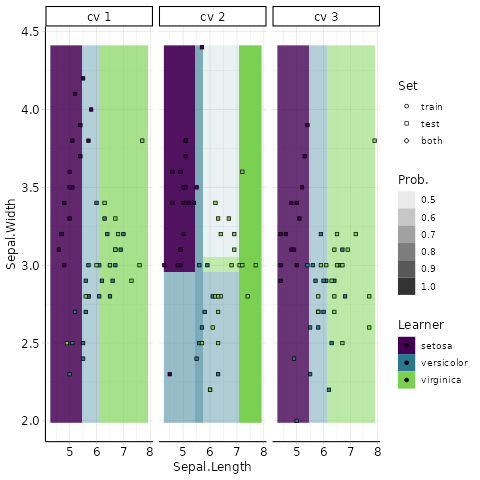 cv 1 cv 2 cv 3
4.5
4.0
3.5
3.0
2.5
2.0
Sepal.Width
5 6 7 8 5 6 7 8 5 6 7 8
Sepal.Length
Set
train
test
both
Prob.
0.5
0.6
0.7
0.8
0.9
1.0
Learner
setosa
versicolor
virginica